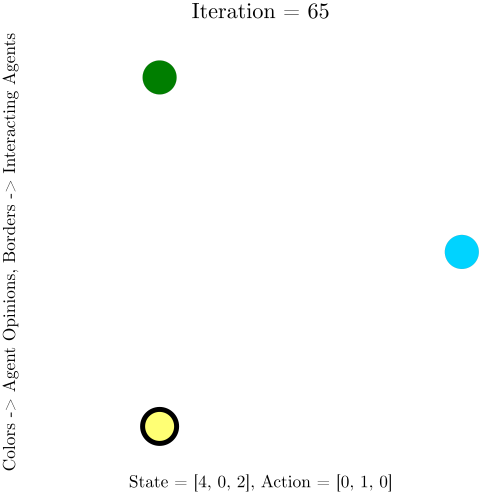 Iteration = 65
Colors -> Agent Opinions, Borders -> Interacting Agents
State = [4, 0, 2], Action = [0, 1, 0]